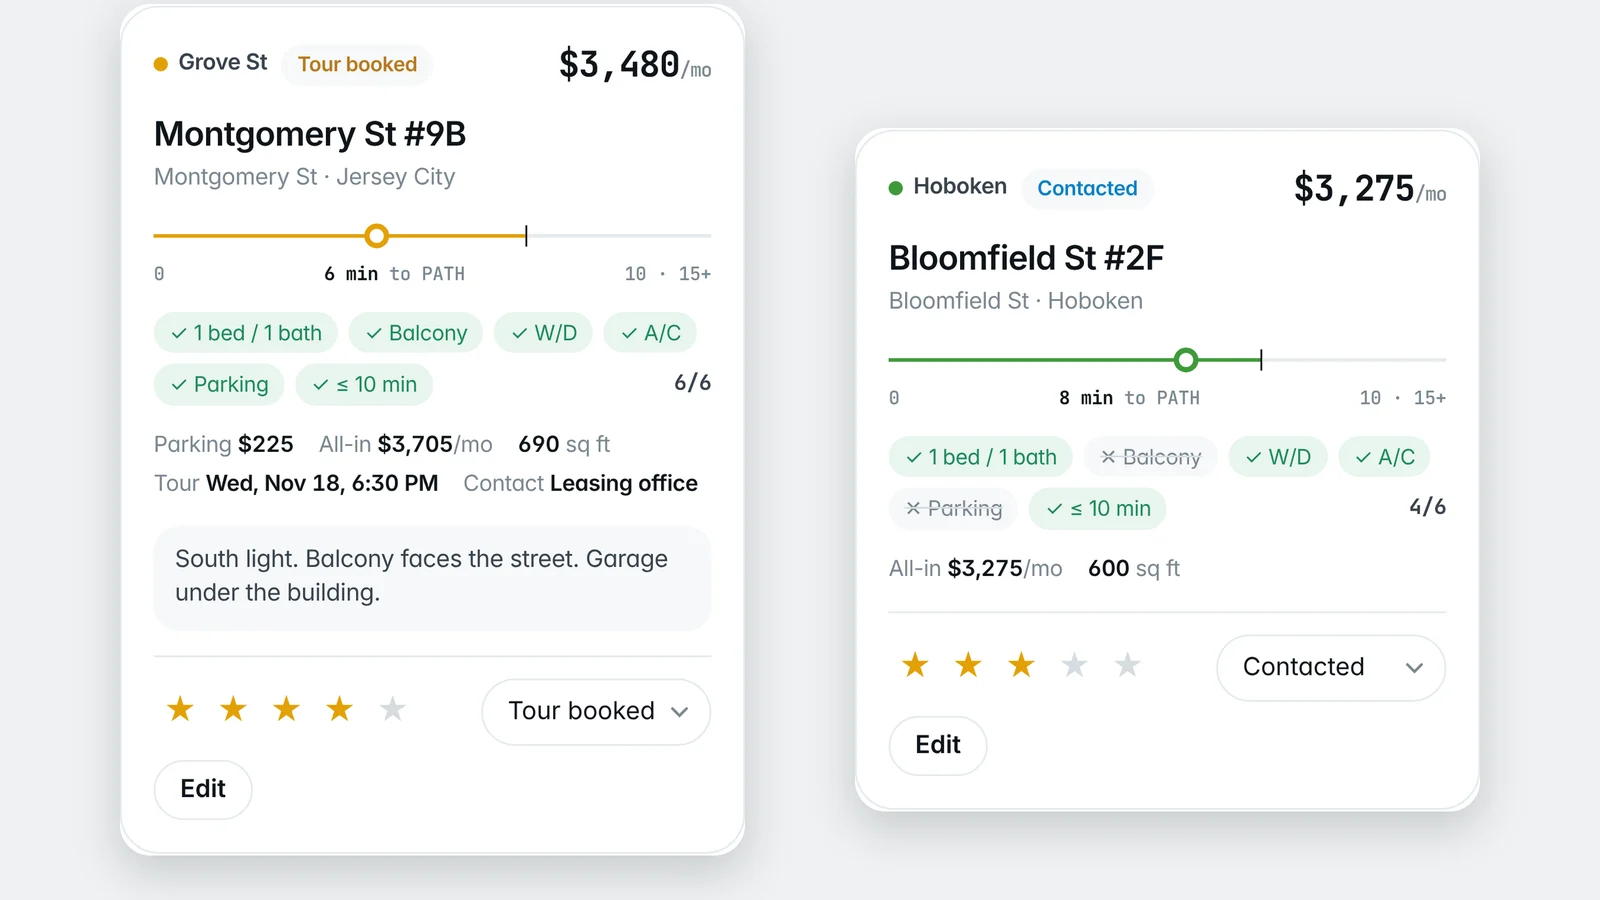 Grove St Tour booked $3,480/mo
Montgomery St #9B
Montgomery St · Jersey City
0 6 min to PATH 10 · 15+
✓ 1 bed / 1 bath ✓ Balcony ✓ W/D ✓ A/C
✓ Parking ✓ ≤ 10 min 6/6
Parking $225 All-in $3,705/mo 690 sq ft
Tour Wed, Nov 18, 6:30 PM Contact Leasing office
South light. Balcony faces the street. Garage
under the building.
★ ★ ★ ★ ★ Tour booked
Edit
Hoboken Contacted $3,275/mo
Bloomfield St #2F
Bloomfield St · Hoboken
0 8 min to PATH 10 · 15+
✓ 1 bed / 1 bath ✕ Balcony ✓ W/D ✓ A/C
✕ Parking ✓ ≤ 10 min 4/6
All-in $3,275/mo 600 sq ft
★ ★ ★ ★ ★ Contacted
Edit